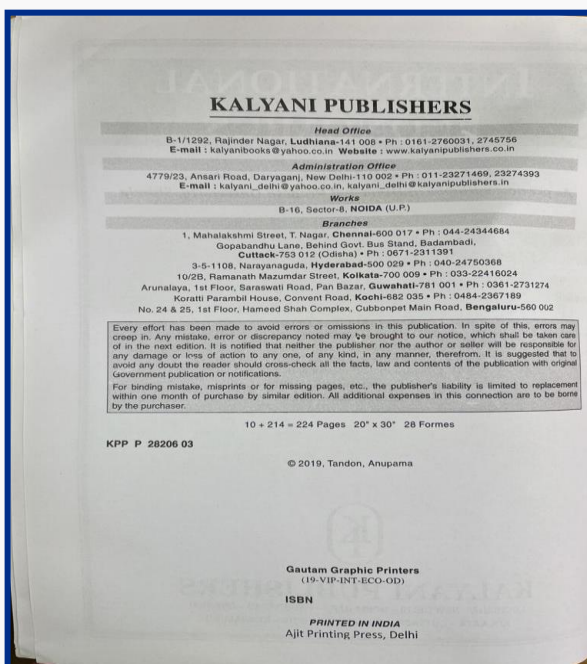 KALYANI PUBLISHERS
Head Office
B-1/1292, Rajinder Nagar, Ludhiana-141 008 • Ph : 0161-2760031, 2745756
E-mail : kalyanibooks@yahoo.co.in Website : www.kalyanipublishers.co.in
Administration Office
4779/23, Ansari Road, Daryaganj, New Delhi-110 002 • Ph : 011-23271469, 23274393
E-mail : kalyani_delhi@yahoo.co.in, kalyani_delhi@kalyanipublishers.in
Works
B-16, Sector-8, NOIDA (U.P.)
Branches
1, Mahalakshmi Street, T. Nagar, Chennai-600 017 • Ph : 044-24344684
Gopabandhu Lane, Behind Govt. Bus Stand, Badambadi,
Cuttack-753 012 (Odisha) • Ph : 0671-2311391
3-5-1108, Narayanaguda, Hyderabad-500 029 • Ph : 040-24750368
10/2B, Ramanath Mazumdar Street, Kolkata-700 009 • Ph : 033-22416024
Arunalaya, 1st Floor, Saraswati Road, Pan Bazar, Guwahati-781 001 • Ph : 0361-2731274
Koratti Parambil House, Convent Road, Kochi-682 035 • Ph : 0484-2367189
No. 24 & 25, 1st Floor, Hameed Shah Complex, Cubbonpet Main Road, Bengaluru-560 002
Every effort has been made to avoid errors or omissions in this publication. In spite of this, errors may
creep in. Any mistake, error or discrepancy noted may be brought to our notice, which shall be taken care
of in the next edition. It is notified that neither the publisher nor the author or seller will be responsible for
any damage or loss of action to any one, of any kind, in any manner, therefrom. It is suggested that to
avoid any doubt the reader should cross-check all the facts, law and contents of the publication with original
Government publication or notifications.
For binding mistake, misprints or for missing pages, etc., the publisher's liability is limited to replacement
within one month of purchase by similar edition. All additional expenses in this connection are to be borne
by the purchaser.
10 + 214 = 224 Pages 20" x 30" 28 Formes
KPP P 28206 03
© 2019, Tandon, Anupama
Gautam Graphic Printers
(19-VIP-INT-ECO-OD)
ISBN
PRINTED IN INDIA
Ajit Printing Press, Delhi